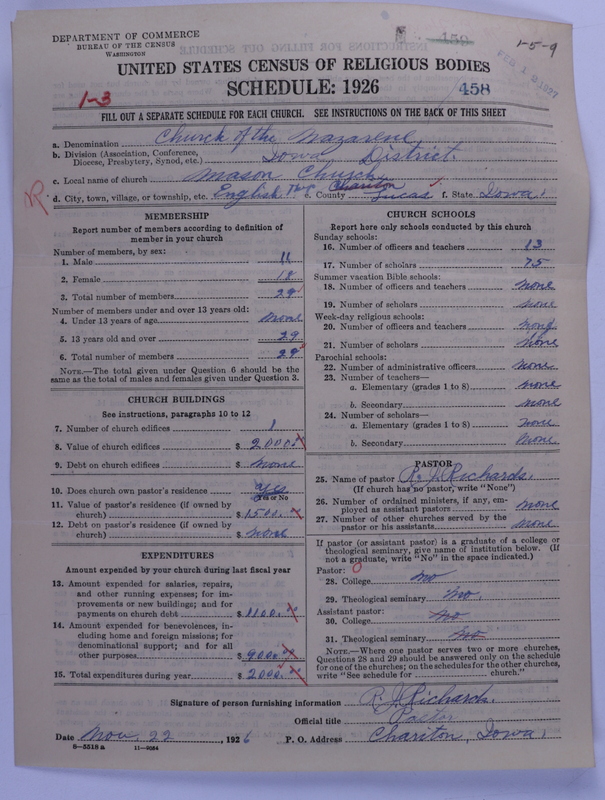 DEPARTMENT OF COMMERCE
BUREAU OF THE CENSUS
WASHINGTON
459
1-5-9
UNITED STATES CENSUS OF RELIGIOUS BODIES
SCHEDULE: 1926
1-3
458
FILL OUT A SEPARATE SCHEDULE FOR EACH CHURCH. SEE INSTRUCTIONS ON THE BACK OF THIS SHEET
a. Denomination Church of the Nazarene
b. Division (Association, Conference, Diocese, Presbytery, Synod, etc.) Iowa District.
c. Local name of church Mason Church
d. City, town, village, or township, etc. English Twp Chariton e. County Lucas f. State Iowa.
MEMBERSHIP
Report number of members according to definition of member in your church
Number of members, by sex:
1. Male 11
2. Female 18
3. Total number of members 29
Number of members under and over 13 years old:
4. Under 13 years of age None
5. 13 years old and over 29
6. Total number of members 29
NOTE.—The total given under Question 6 should be the same as the total of males and females given under Question 3.
CHURCH BUILDINGS
See instructions, paragraphs 10 to 12
7. Number of church edifices 1
8. Value of church edifices $ 2000
9. Debt on church edifices $ None
10. Does church own pastor's residence yes
Yes or No
11. Value of pastor's residence (if owned by church) $ 1500
12. Debt on pastor's residence (if owned by church) $ None
EXPENDITURES
Amount expended by your church during last fiscal year
13. Amount expended for salaries, repairs, and other running expenses; for improvements or new buildings; and for payments on church debt $ 1100
14. Amount expended for benevolences, including home and foreign missions; for denominational support; and for all other purposes $ 900
15. Total expenditures during year $ 2000
CHURCH SCHOOLS
Report here only schools conducted by this church
Sunday schools:
16. Number of officers and teachers 13
17. Number of scholars 75
Summer vacation Bible schools:
18. Number of officers and teachers None
19. Number of scholars None
Week-day religious schools:
20. Number of officers and teachers None
21. Number of scholars None
Parochial schools:
22. Number of administrative officers None
23. Number of teachers—
a. Elementary (grades 1 to 8) None
b. Secondary None
24. Number of scholars—
a. Elementary (grades 1 to 8) None
b. Secondary None
PASTOR
25. Name of pastor R. J. Richards.
(If church has no pastor, write "None")
26. Number of ordained ministers, if any, employed as assistant pastors None
27. Number of other churches served by the pastor or his assistants None
If pastor (or assistant pastor) is a graduate of a college or theological seminary, give name of institution below. (If not a graduate, write "No" in the space indicated.)
Pastor: 0
28. College no
29. Theological seminary No.
Assistant pastor:
30. College No
31. Theological seminary No
NOTE.—Where one pastor serves two or more churches, Questions 28 and 29 should be answered only on the schedule for one of the churches; on the schedules for the other churches, write "See schedule for ______ church."
Signature of person furnishing information R. J. Richards.
Official title Pastor
Date Nov. 22, 1926 P. O. Address Chariton, Iowa.
8—5518 a 11—9084